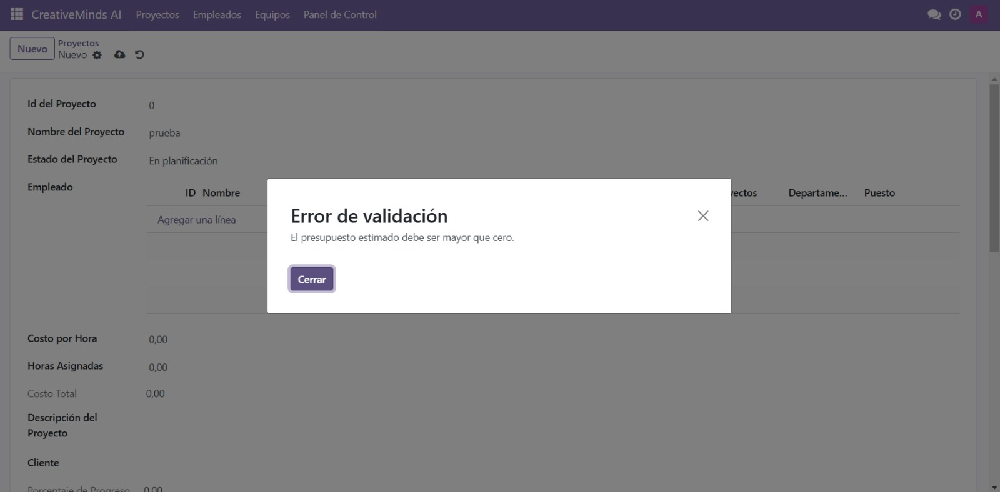 CreativeMinds AI Proyectos Empleados Equipos Panel de Control A
Nuevo Proyectos
Nuevo
Id del Proyecto 0
Nombre del Proyecto prueba
Estado del Proyecto En planificación
Empleado ID Nombre yectos Departame... Puesto
Agregar una línea
Error de validación
El presupuesto estimado debe ser mayor que cero.
Cerrar
Costo por Hora 0,00
Horas Asignadas 0,00
Costo Total 0,00
Descripción del
Proyecto
Cliente
Porcentaje de Progreso 0,00